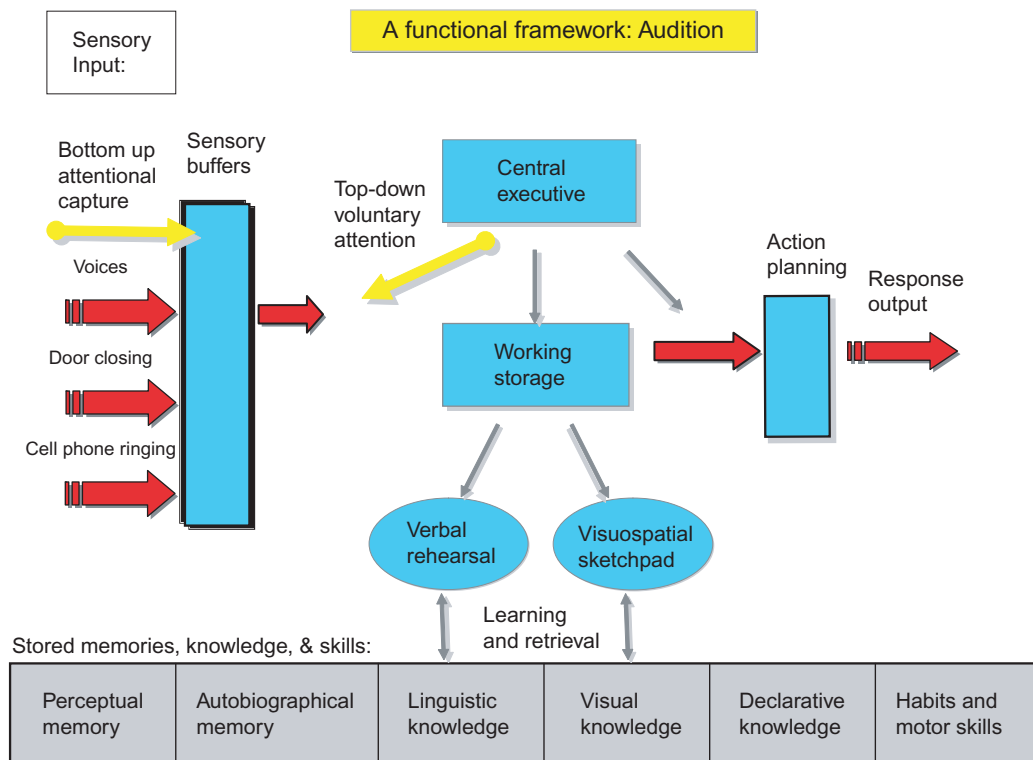 Sensory
Input:
A functional framework: Audition
Bottom up
attentional
capture
Sensory
buffers
Top-down
voluntary
attention
Central
executive
Action
planning
Response
output
Voices
Door closing
Cell phone ringing
Working
storage
Verbal
rehearsal
Visuospatial
sketchpad
Learning
and retrieval
Stored memories, knowledge, & skills:
Perceptual
memory
Autobiographical
memory
Linguistic
knowledge
Visual
knowledge
Declarative
knowledge
Habits and
motor skills